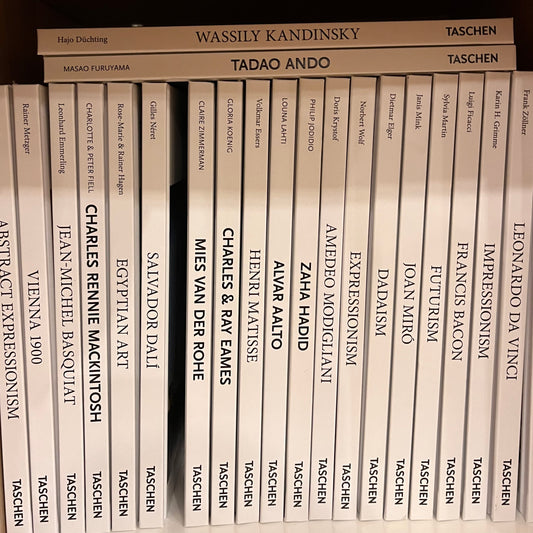 Hajo Düchting WASSILY KANDINSKY TASCHEN
MASAO FURUYAMA TADAO ANDO TASCHEN
ABSTRACT EXPRESSIONISM TASCHEN
Rainer Metzger VIENNA 1900 TASCHEN
Leonhard Emmerling JEAN-MICHEL BASQUIAT TASCHEN
CHARLOTTE & PETER FIELL CHARLES RENNIE MACKINTOSH TASCHEN
Rose-Marie & Rainer Hagen EGYPTIAN ART TASCHEN
Gilles Néret SALVADOR DALÍ TASCHEN
CLAIRE ZIMMERMAN MIES VAN DER ROHE TASCHEN
GLORIA KOENIG CHARLES & RAY EAMES TASCHEN
Volkmar Essers HENRI MATISSE TASCHEN
LOUNA LAHTI ALVAR AALTO TASCHEN
PHILIP JODIDIO ZAHA HADID TASCHEN
Doris Krystof AMEDEO MODIGLIANI TASCHEN
Norbert Wolf EXPRESSIONISM TASCHEN
Dietmar Elger DADAISM TASCHEN
Janis Mink JOAN MIRÓ TASCHEN
Sylvia Martin FUTURISM TASCHEN
Luigi Ficacci FRANCIS BACON TASCHEN
Karin H. Grimme IMPRESSIONISM TASCHEN
Frank Zöllner LEONARDO DA VINCI TASCHEN